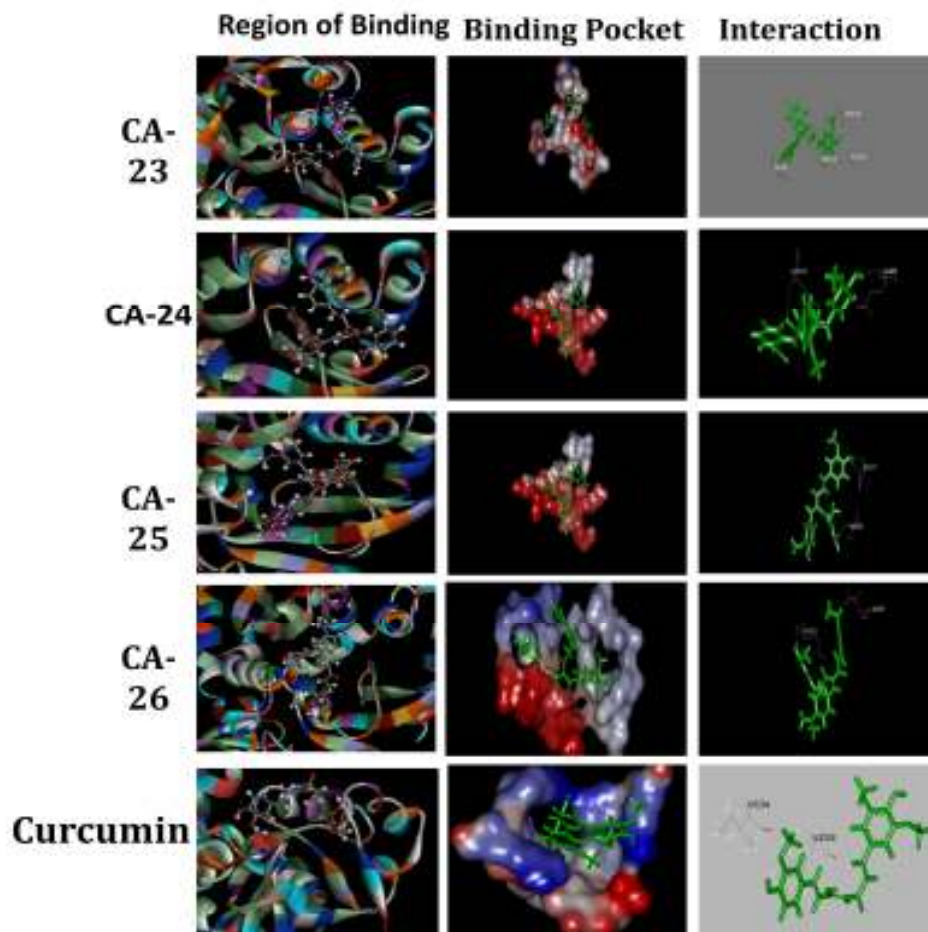 Region of Binding Binding Pocket Interaction
CA-
23
CA-24
CA-
25
CA-
26
Curcumin